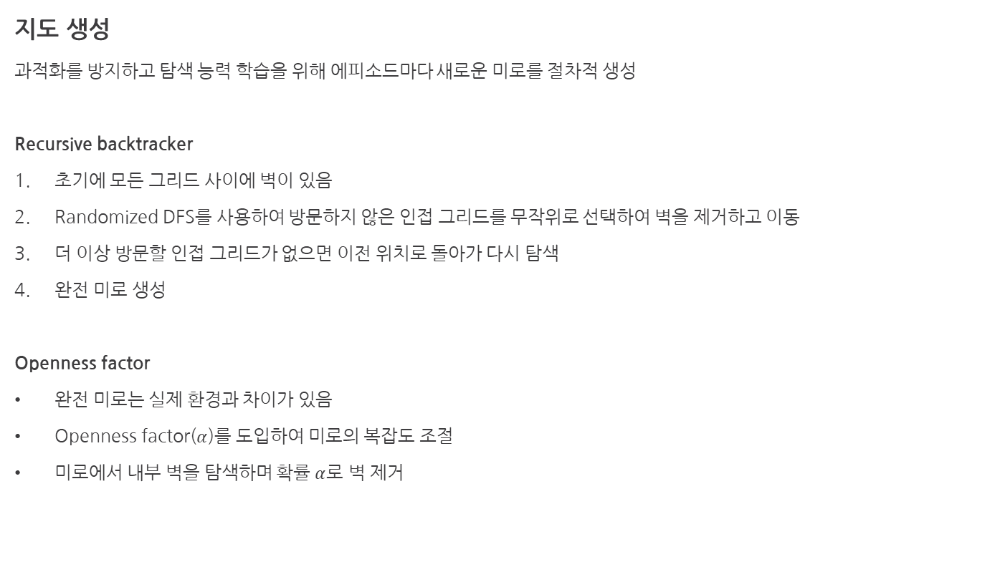 지도 생성
과적화를 방지하고 탐색 능력 학습을 위해 에피소드마다 새로운 미로를 절차적 생성
Recursive backtracker
1. 초기에 모든 그리드 사이에 벽이 있음
2. Randomized DFS를 사용하여 방문하지 않은 인접 그리드를 무작위로 선택하여 벽을 제거하고 이동
3. 더 이상 방문할 인접 그리드가 없으면 이전 위치로 돌아가 다시 탐색
4. 완전 미로 생성
Openness factor
• 완전 미로는 실제 환경과 차이가 있음
• Openness factor(𝛼)를 도입하여 미로의 복잡도 조절
• 미로에서 내부 벽을 탐색하며 확률 𝛼로 벽 제거